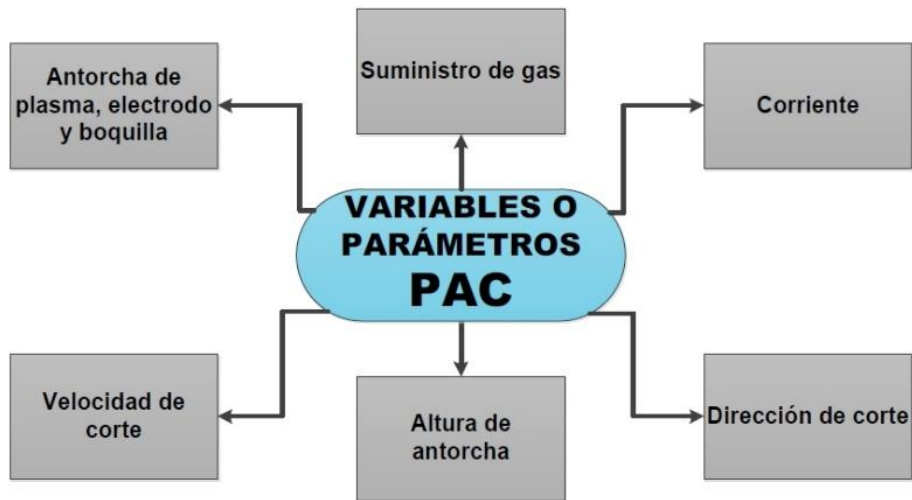 Antorcha de
plasma, electrodo
y boquilla
Suministro de gas
Corriente
VARIABLES O
PARÁMETROS
PAC
Velocidad de
corte
Altura de
antorcha
Dirección de corte